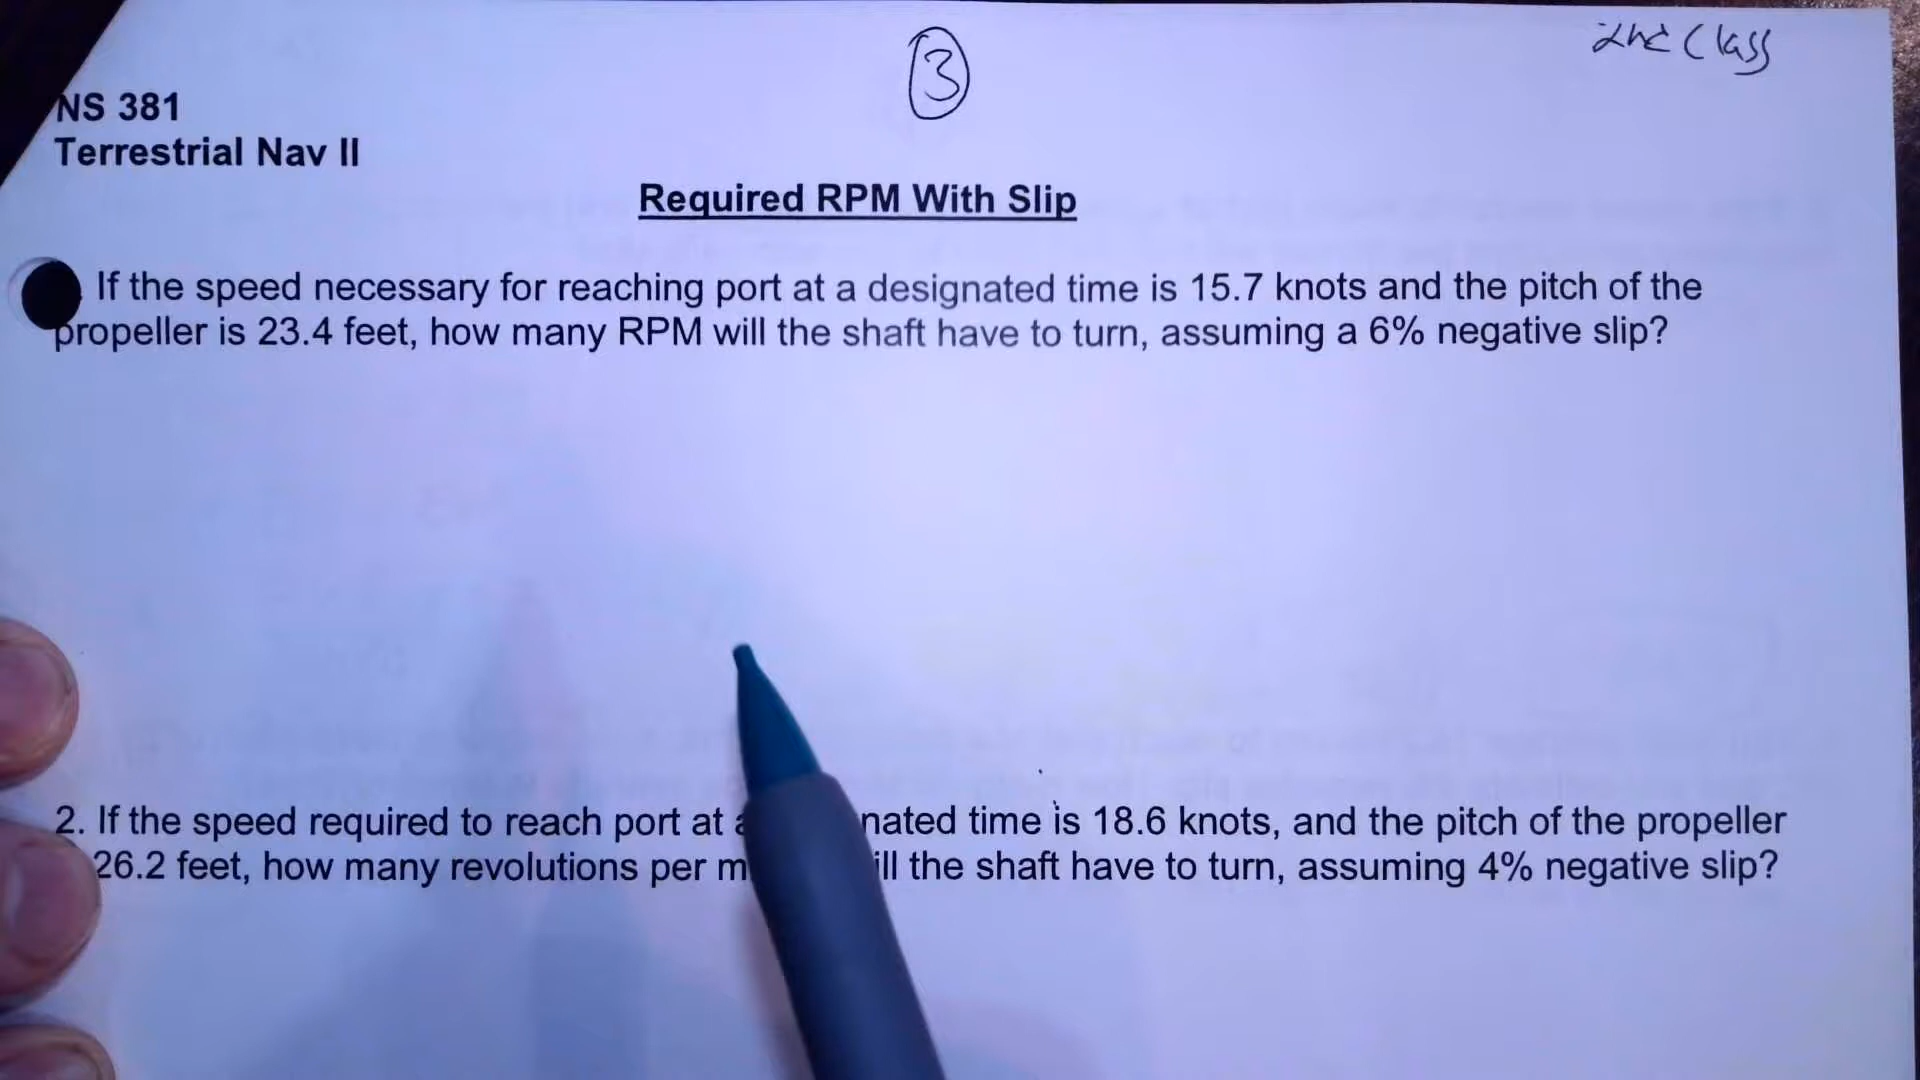 3
2nd Class
NS 381
Terrestrial Nav II
Required RPM With Slip
If the speed necessary for reaching port at a designated time is 15.7 knots and the pitch of the
propeller is 23.4 feet, how many RPM will the shaft have to turn, assuming a 6% negative slip?
2. If the speed required to reach port at nated time is 18.6 knots, and the pitch of the propeller
26.2 feet, how many revolutions per m ill the shaft have to turn, assuming 4% negative slip?